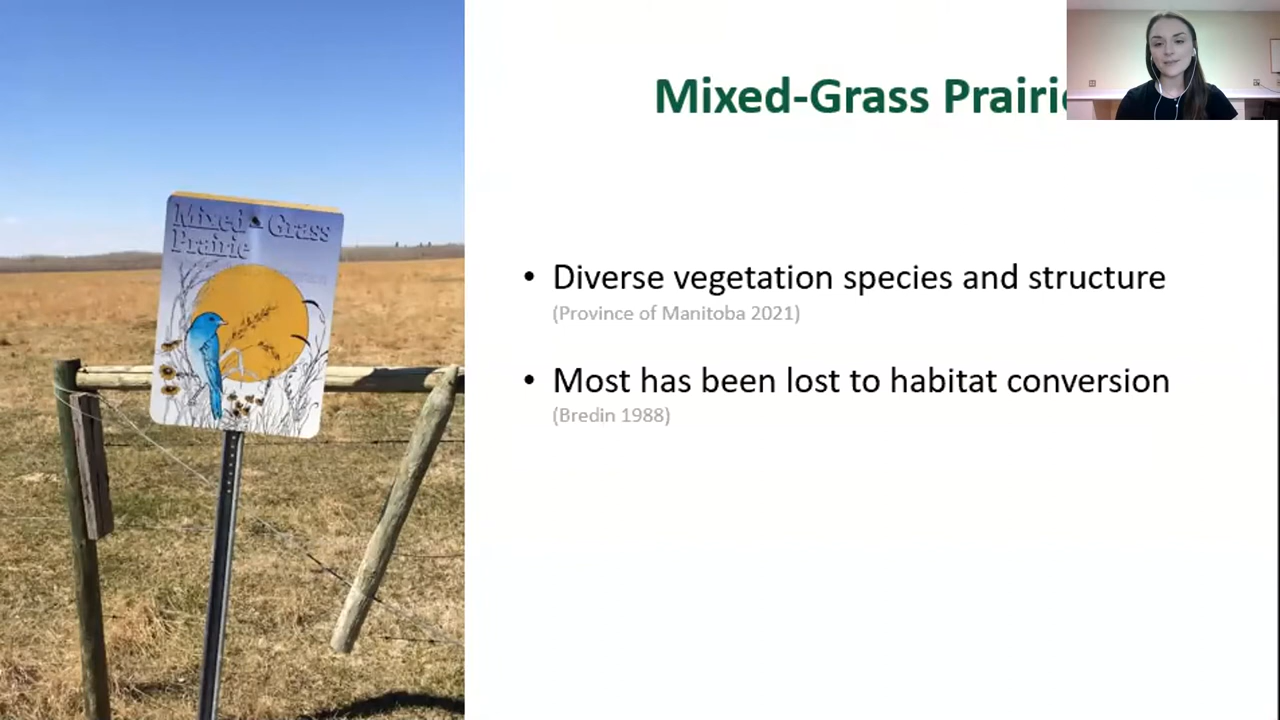 Mixed Grass
Prairie
Mixed-Grass Prairie
• Diverse vegetation species and structure
(Province of Manitoba 2021)
• Most has been lost to habitat conversion
(Bredin 1988)